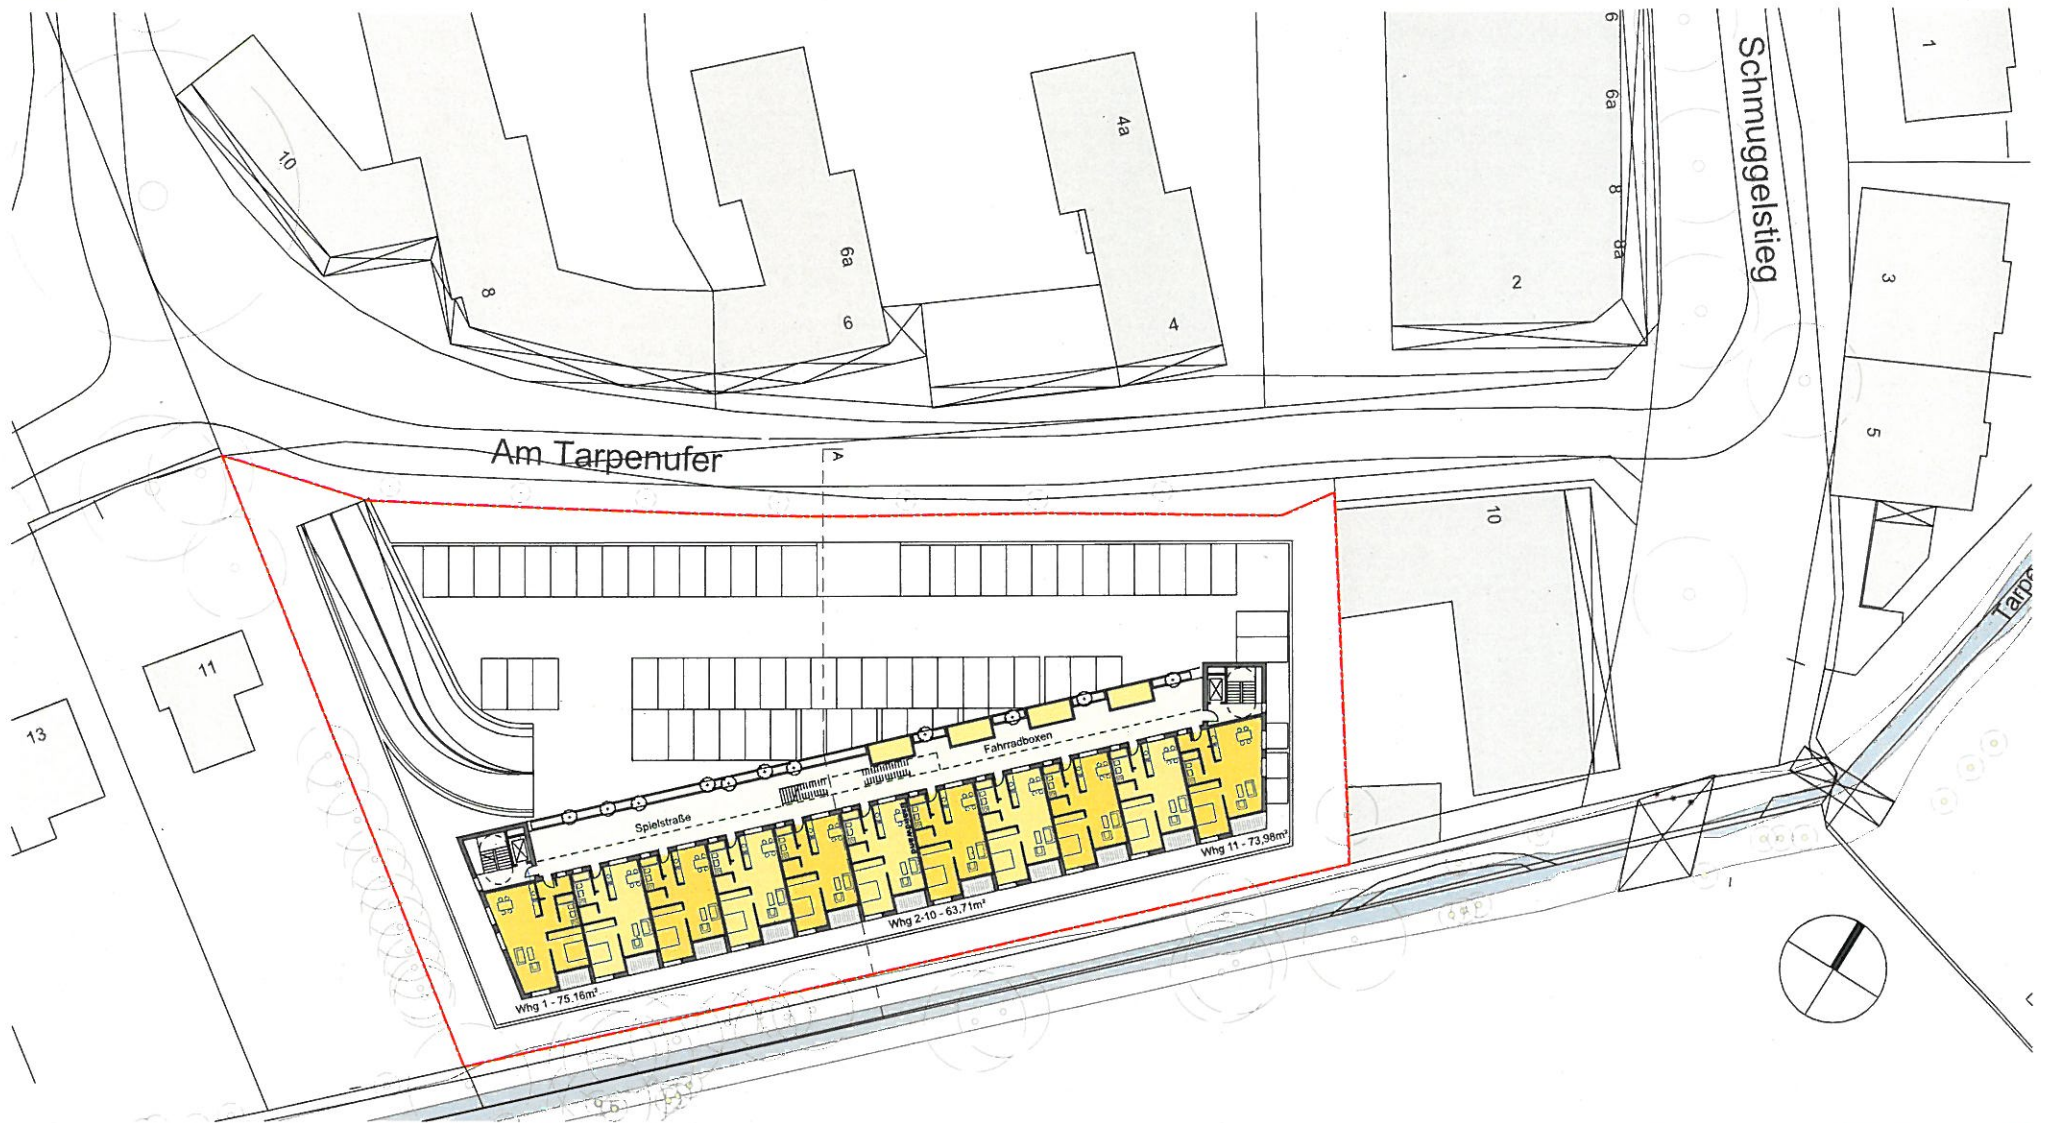 1
6
6a
8
8a
Schmuggelstieg
10
4a
6a
8
6
4
2
3
5
Am Tarpenufer
A
10
11
13
Fahrradboxen
Spielstraße
Whg 11 - 73,98m²
Whg 2-10 - 63,71m²
Whg 1 - 75,16m²